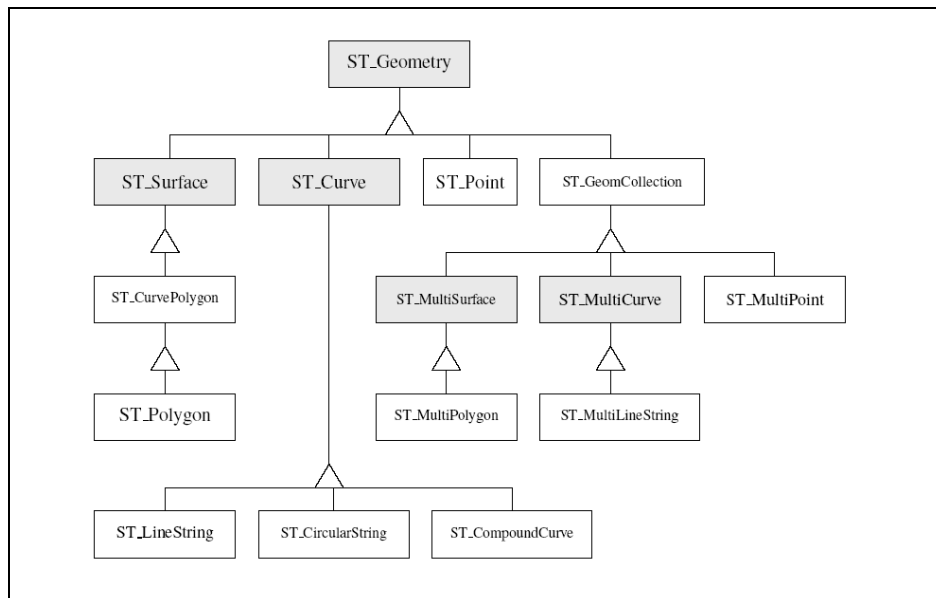 ST_Geometry
ST_Surface
ST_Curve
ST_Point
ST_GeomCollection
ST_CurvePolygon
ST_MultiSurface
ST_MultiCurve
ST_MultiPoint
ST_Polygon
ST_MultiPolygon
ST_MultiLineString
ST_LineString
ST_CircularString
ST_CompoundCurve